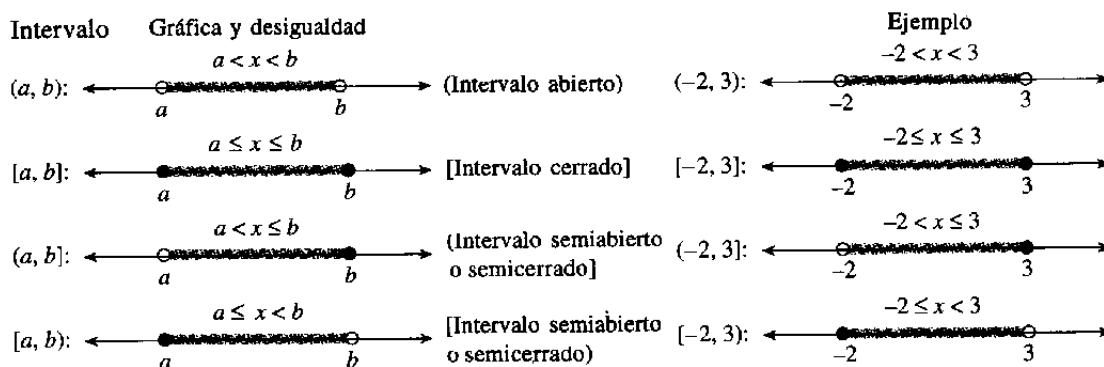 Intervalo Gráfica y desigualdad Ejemplo
a < x < b -2 < x < 3
(a, b): (Intervalo abierto) (-2, 3):
a b -2 3
a ≤ x ≤ b -2 ≤ x ≤ 3
[a, b]: [Intervalo cerrado] [-2, 3]:
a b -2 3
a < x ≤ b -2 < x ≤ 3
(a, b]: (Intervalo semiabierto (-2, 3]:
o semicerrado]
a b -2 3
a ≤ x < b -2 ≤ x < 3
[a, b): [Intervalo semiabierto [-2, 3):
o semicerrado)
a b -2 3